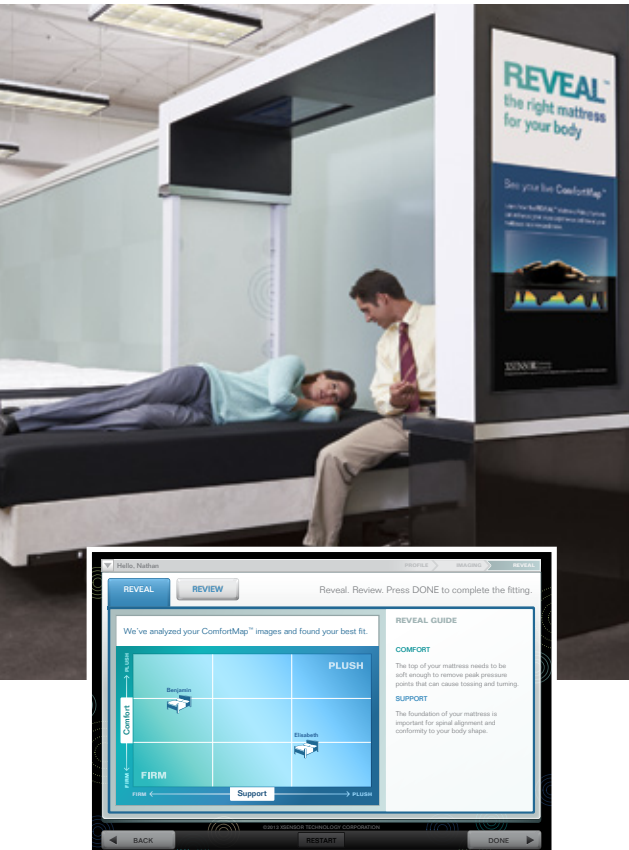 REVEAL™
the right mattress
for your body
See your live ComfortMap™
XSENSOR
Hello, Nathan
PROFILE
IMAGING
REVEAL
REVEAL
REVIEW
Reveal. Review. Press DONE to complete the fitting.
We've analyzed your ComfortMap™ images and found your best fit.
PLUSH
PLUSH
Benjamin
Comfort
Elisabeth
FIRM
FIRM
FIRM
Support
PLUSH
REVEAL GUIDE
COMFORT
The top of your mattress needs to be
soft enough to remove peak pressure
points that can cause tossing and turning.
SUPPORT
The foundation of your mattress is
important for spinal alignment and
conformity to your body shape.
©2013 XSENSOR TECHNOLOGY CORPORATION
BACK
RESTART
DONE